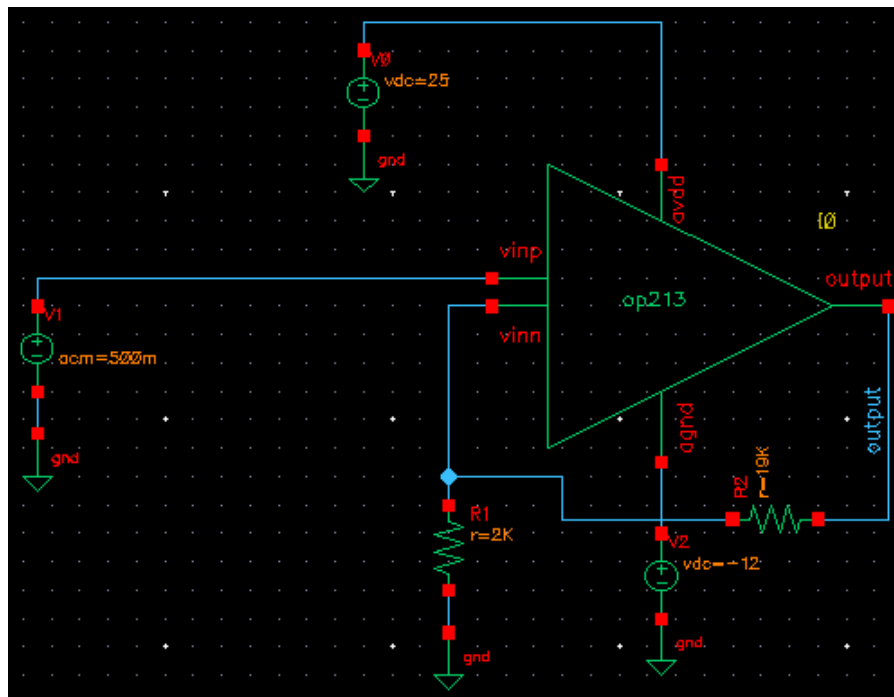 V0
vdc=25
gnd
avdd
{0
vinp
output
op213
V1
vinn
acm=500m
output
agnd
gnd
R2
r=19K
R1
r=2K
V2
vdc=-12
gnd
gnd